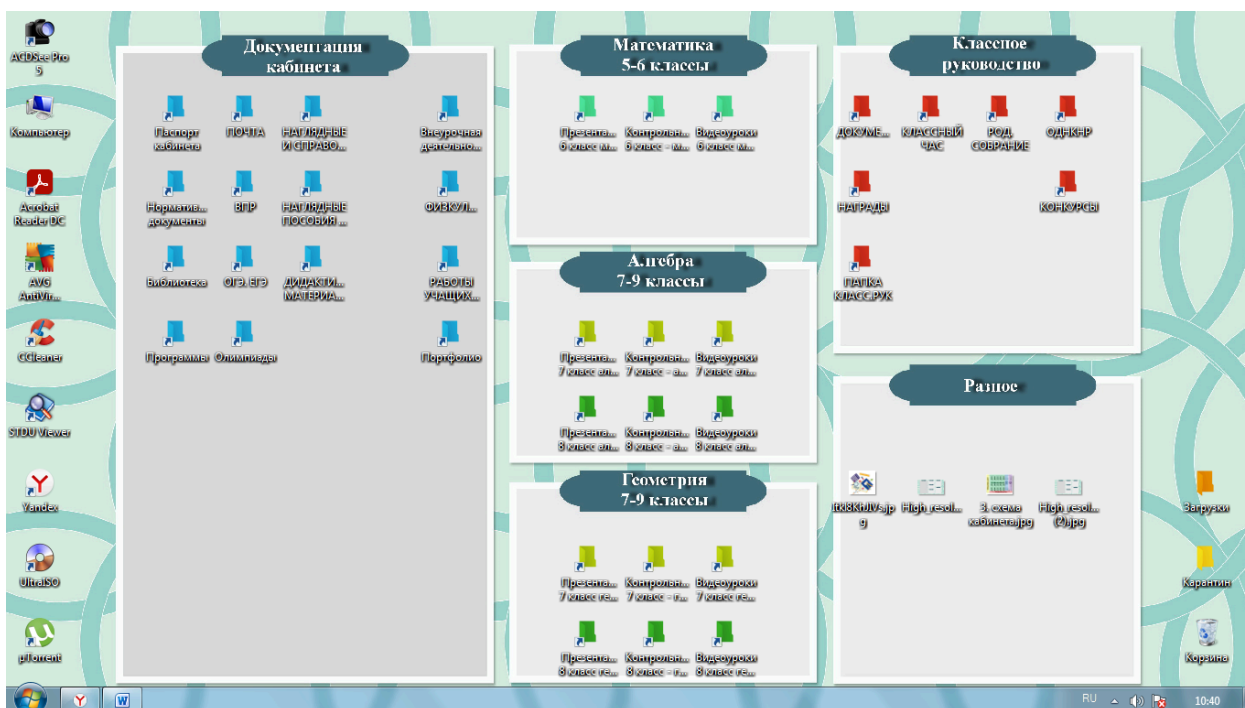 ACDSee Pro
5
Компьютер
Acrobat
Reader DC
AVG
AntiVir...
CCleaner
STDU Viewer
Yandex
UltraISO
µTorrent
Документация
кабинета
Паспорт
кабинета
ПОЧТА
НАГЛЯДНЫЕ
И СПРАВО...
Внеурочная
деятельно...
Норматив...
документы
ВПР
НАГЛЯДНЫЕ
ПОСОБИЯ ...
ФИЗКУЛ...
Библиотека
ОГЭ, ЕГЭ
ДИДАКТИ...
МАТЕРИА...
РАБОТЫ
УЧАЩИХ...
Программы
Олимпиады
Портфолио
Математика
5-6 классы
Презента...
6 класс м...
Контрольн...
6 класс - м...
Видеоуроки
6 класс м...
Алгебра
7-9 классы
Презента...
7 класс ал...
Контрольн...
7 класс - а...
Видеоуроки
7 класс ал...
Презента...
8 класс ал...
Контрольн...
8 класс - а...
Видеоуроки
8 класс ал...
Геометрия
7-9 классы
Презента...
7 класс ге...
Контрольн...
7 класс - г...
Видеоуроки
7 класс ге...
Презента...
8 класс ге...
Контрольн...
8 класс - г...
Видеоуроки
8 класс ге...
Классное
руководство
ДОКУМЕ...
КЛАССНЫЙ
ЧАС
РОД.
СОБРАНИЕ
ОДНКНР
НАГРАДЫ
КОНКУРСЫ
ПАПКА
КЛАСС.РУК
Разное
High_resol...
3. схема
кабинета.jpg
High_resol...
(2).jpg
Загрузки
Карантин
Корзина
RU
10:40